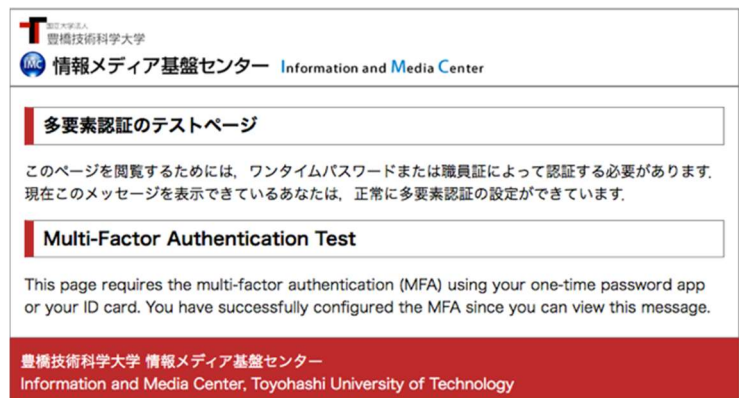 国立大学法人
豊橋技術科学大学
IMC 情報メディア基盤センター Information and Media Center
多要素認証のテストページ
このページを閲覧するためには，ワンタイムパスワードまたは職員証によって認証する必要があります．
現在このメッセージを表示できているあなたは，正常に多要素認証の設定ができています．
Multi-Factor Authentication Test
This page requires the multi-factor authentication (MFA) using your one-time password app
or your ID card. You have successfully configured the MFA since you can view this message.
豊橋技術科学大学 情報メディア基盤センター
Information and Media Center, Toyohashi University of Technology